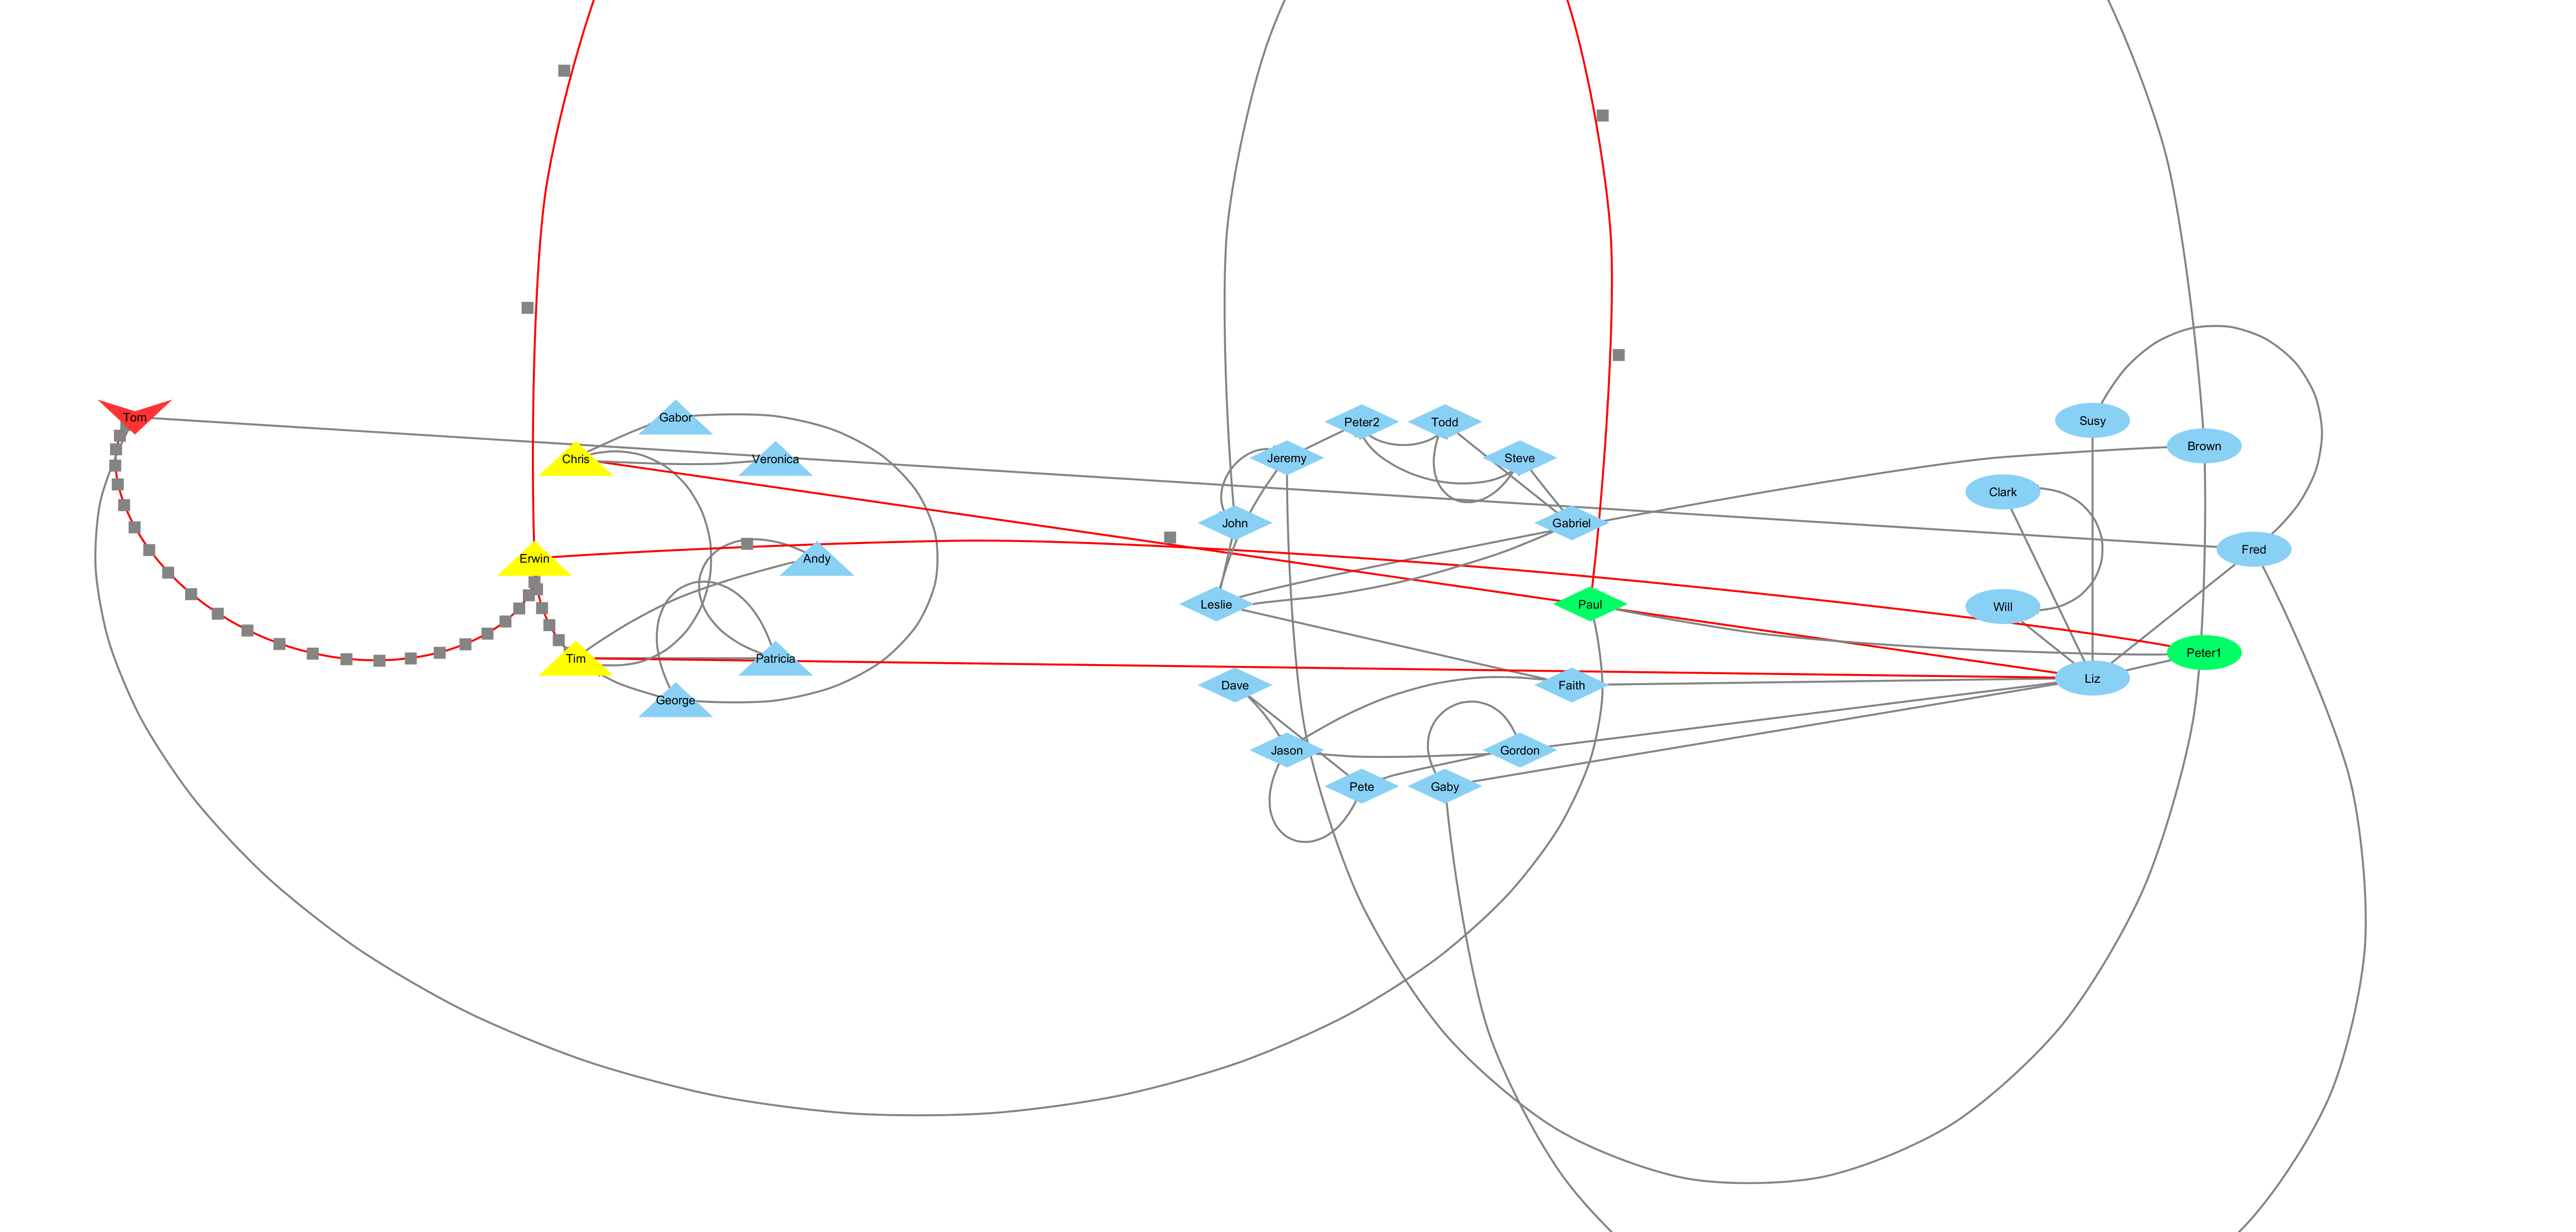 Tom
Gabor
Chris
Veronica
Erwin
Andy
Tim
Patricia
George
Peter2
Todd
Jeremy
Steve
John
Gabriel
Leslie
Paul
Dave
Faith
Jason
Gordon
Pete
Gaby
Susy
Brown
Clark
Fred
Will
Peter1
Liz